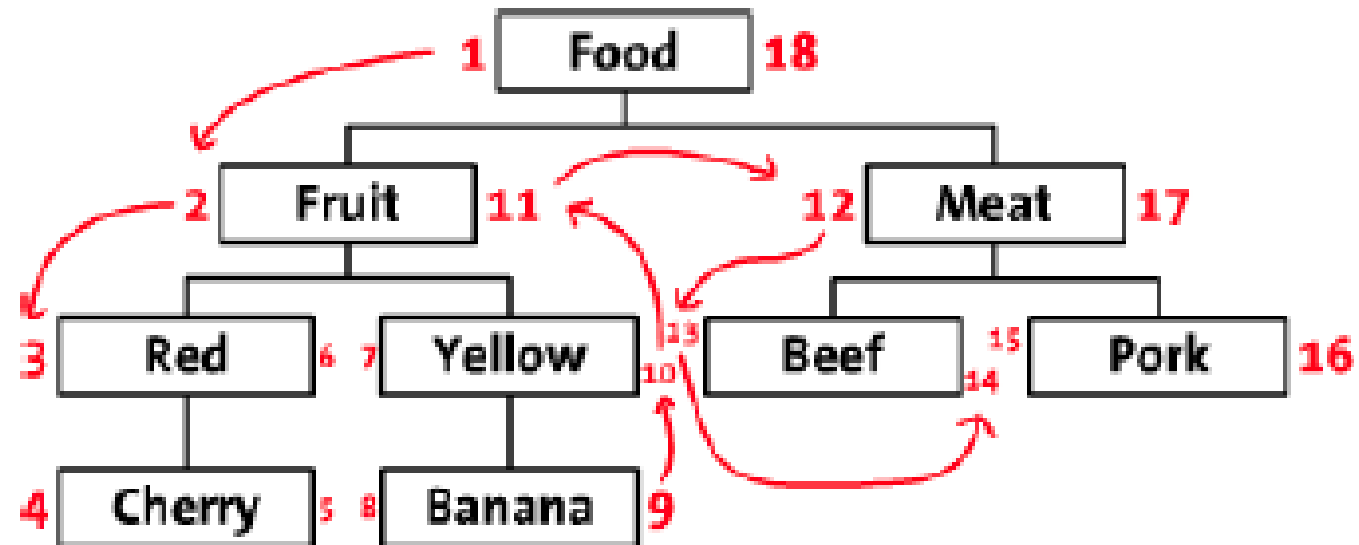 1 Food 18
2 Fruit 11 12 Meat 17
3 Red 6 7 Yellow 10 13 Beef 14 15 Pork 16
4 Cherry 5 8 Banana 9